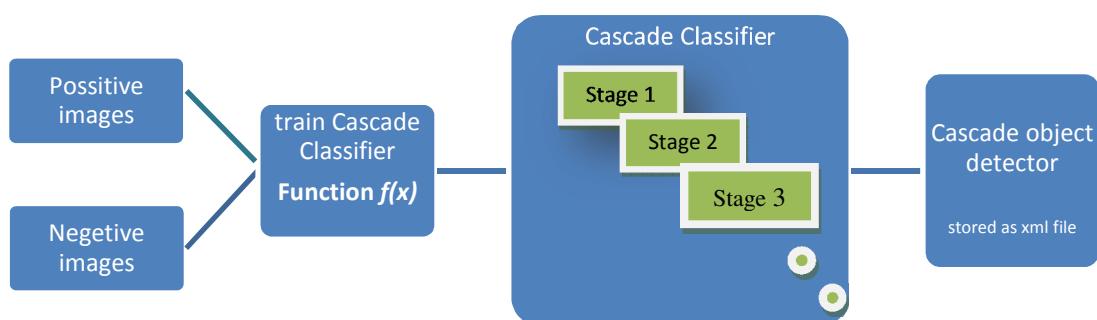 Possitive
images
Negetive
images
train Cascade
Classifier
Function f(x)
Cascade Classifier
Stage 1
Stage 2
Stage 3
Cascade object
detector
stored as xml file